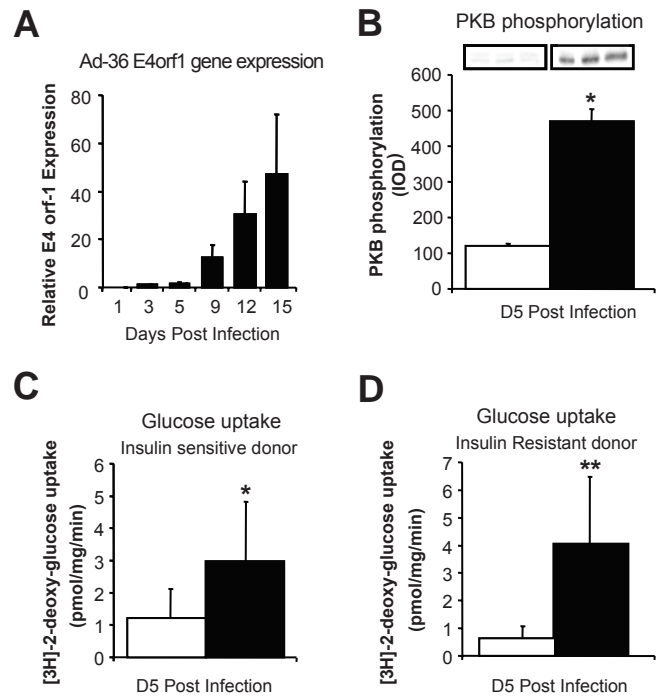 A
Ad-36 E4orf1 gene expression
Relative E4 orf-1 Expression
80
60
40
20
0
1 3 5 9 12 15
Days Post Infection
B
PKB phosphorylation
PKB phosphorylation
(IOD)
600
500
400
300
200
100
0
*
D5 Post Infection
C
Glucose uptake
Insulin sensitive donor
[3H]-2-deoxy-glucose uptake
(pmol/mg/min)
6
5
4
3
2
1
0
*
D5 Post Infection
D
Glucose uptake
Insulin Resistant donor
[3H]-2-deoxy-glucose uptake
(pmol/mg/min)
7
6
5
4
3
2
1
0
**
D5 Post Infection